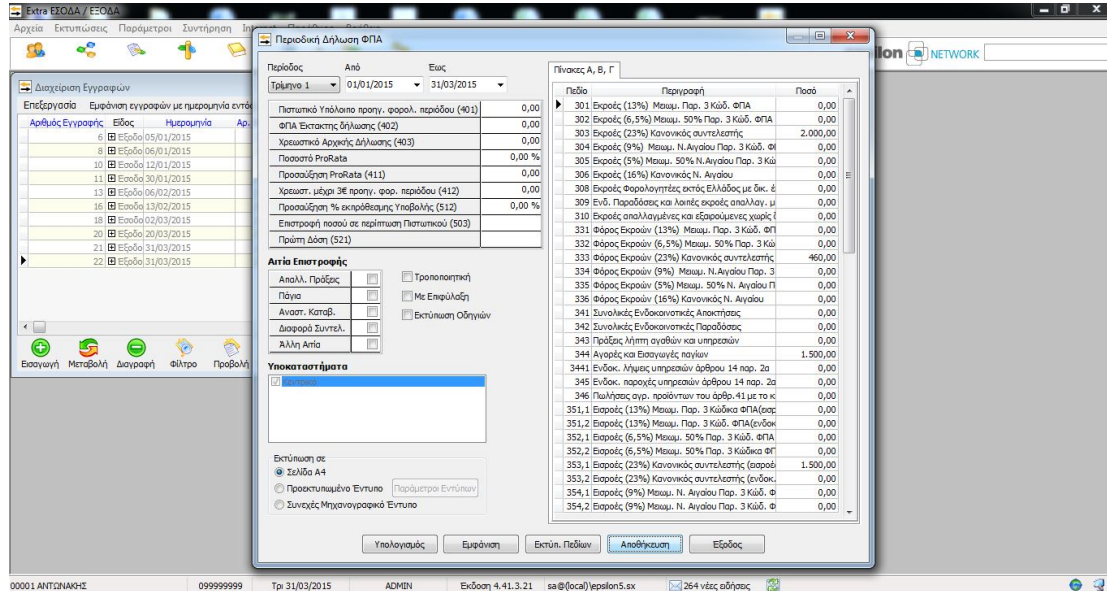 Extra ΕΣΟΔΑ / ΕΞΟΔΑ
Αρχεία Εκτυπώσεις Παράμετροι Συντήρηση
NETWORK
Διαχείριση Εγγραφών
Επεξεργασία Εμφάνιση εγγραφών με ημερομηνία εντός
Αριθμός Εγγραφής Είδος Ημερομηνία Αρ.
6 Έξοδο 05/01/2015
8 Έξοδο 06/01/2015
10 Έσοδο 12/01/2015
11 Έσοδο 30/01/2015
13 Έξοδο 06/02/2015
16 Έσοδο 13/02/2015
18 Έσοδο 02/03/2015
20 Έξοδο 20/03/2015
21 Έξοδο 31/03/2015
22 Έξοδο 31/03/2015
Εισαγωγή Μεταβολή Διαγραφή Φίλτρο Προβολή
Περιοδική Δήλωση ΦΠΑ
Περίοδος Από Εως
Τρίμηνο 1 01/01/2015 31/03/2015
Πιστωτικό Υπόλοιπο προηγ. φορολ. περιόδου (401) 0,00
ΦΠΑ Έκτακτης δήλωσης (402) 0,00
Χρεωστικό Αρχικής Δήλωσης (403) 0,00
Ποσοστό ProRata 0,00 %
Προσαύξηση ProRata (411) 0,00
Χρεωστ. μέχρι 3€ προηγ. φορ. περιόδου (412) 0,00
Προσαύξηση % εκπρόθεσμης Υποβολής (512) 0,00 %
Επιστροφή ποσού σε περίπτωση Πιστωτικού (503)
Πρώτη Δόση (521)
Αιτία Επιστροφής
Απαλλ. Πράξεις
Πάγια
Αναστ. Καταβ.
Διαφορά Συντελ.
Άλλη Αιτία
Τροποποιητική
Με Επιφύλαξη
Εκτύπωση Οδηγιών
Υποκαταστήματα
Κεντρικό
Εκτύπωση σε
Σελίδα Α4
Προεκτυπωμένο Έντυπο Παράμετροι Εντύπων
Συνεχές Μηχανογραφικό Έντυπο
Πίνακες Α, Β, Γ
Πεδίο Περιγραφή Ποσό
301 Εκροές (13%) Μειωμ. Παρ. 3 Κώδ. ΦΠΑ 0,00
302 Εκροές (6,5%) Μειωμ. 50% Παρ. 3 Κώδ. ΦΠΑ 0,00
303 Εκροές (23%) Κανονικός συντελεστής 2.000,00
304 Εκροές (9%) Μειωμ. Ν.Αιγαίου Παρ. 3 Κώδ. ΦΙ 0,00
305 Εκροές (5%) Μειωμ. 50% Ν.Αιγαίου Παρ. 3 Κώ 0,00
306 Εκροές (16%) Κανονικός Ν. Αιγαίου 0,00
308 Εκροές Φορολογητέες εκτός Ελλάδος με δικ. έ 0,00
309 Ενδ. Παραδόσεις και λοιπές εκροές απαλλαγ. μ 0,00
310 Εκροές απαλλαγμένες και εξαιρούμενες χωρίς δ 0,00
331 Φόρος Εκροών (13%) Μειωμ. Παρ. 3 Κώδ. ΦΠ 0,00
332 Φόρος Εκροών (6,5%) Μειωμ. 50% Παρ. 3 Κώ 0,00
333 Φόρος Εκροών (23%) Κανονικός συντελεστής 460,00
334 Φόρος Εκροών (9%) Μειωμ. Ν.Αιγαίου Παρ. 3 0,00
335 Φόρος Εκροών (5%) Μειωμ. 50% Ν. Αιγαίου Π 0,00
336 Φόρος Εκροών (16%) Κανονικός Ν. Αιγαίου 0,00
341 Συνολικές Ενδοκοινοτικές Αποκτήσεις 0,00
342 Συνολικές Ενδοκοινοτικές Παραδόσεις 0,00
343 Πράξεις λήπτη αγαθών και υπηρεσιών 0,00
344 Αγορές και Εισαγωγές παγίων 1.500,00
3441 Ενδοκ. λήψεις υπηρεσιών άρθρου 14 παρ. 2α 0,00
345 Ενδοκ. παροχές υπηρεσιών άρθρου 14 παρ. 2α 0,00
346 Πωλήσεις αγρ. προϊόντων του άρθρ.41 με το κ 0,00
351,1 Εισροές (13%) Μειωμ. Παρ. 3 Κώδικα ΦΠΑ(εισρ 0,00
351,2 Εισροές (13%) Μειωμ. Παρ. 3 Κώδ. ΦΠΑ(ενδοκ 0,00
352,1 Εισροές (6,5%) Μειωμ. 50% Παρ. 3 Κώδ. ΦΠΑ 0,00
352,2 Εισροές (6,5%) Μειωμ. 50% Παρ. 3 Κώδικα ΦΠ 0,00
353,1 Εισροές (23%) Κανονικός συντελεστής (εισροέ 1.500,00
353,2 Εισροές (23%) Κανονικός συντελεστής (ενδοκ. 0,00
354,1 Εισροές (9%) Μειωμ. Ν. Αιγαίου Παρ. 3 Κώδ. Φ 0,00
354,2 Εισροές (9%) Μειωμ. Ν. Αιγαίου Παρ. 3 Κώδ. Φ 0,00
Υπολογισμός Εμφάνιση Εκτύπ. Πεδίων Αποθήκευση Έξοδος
00001 ΑΝΤΩΝΑΚΗΣ 099999999 Τρι 31/03/2015 ADMIN Έκδοση 4.41.3.21 sa@(local)\epsilon5.sx 264 νέες ειδήσεις